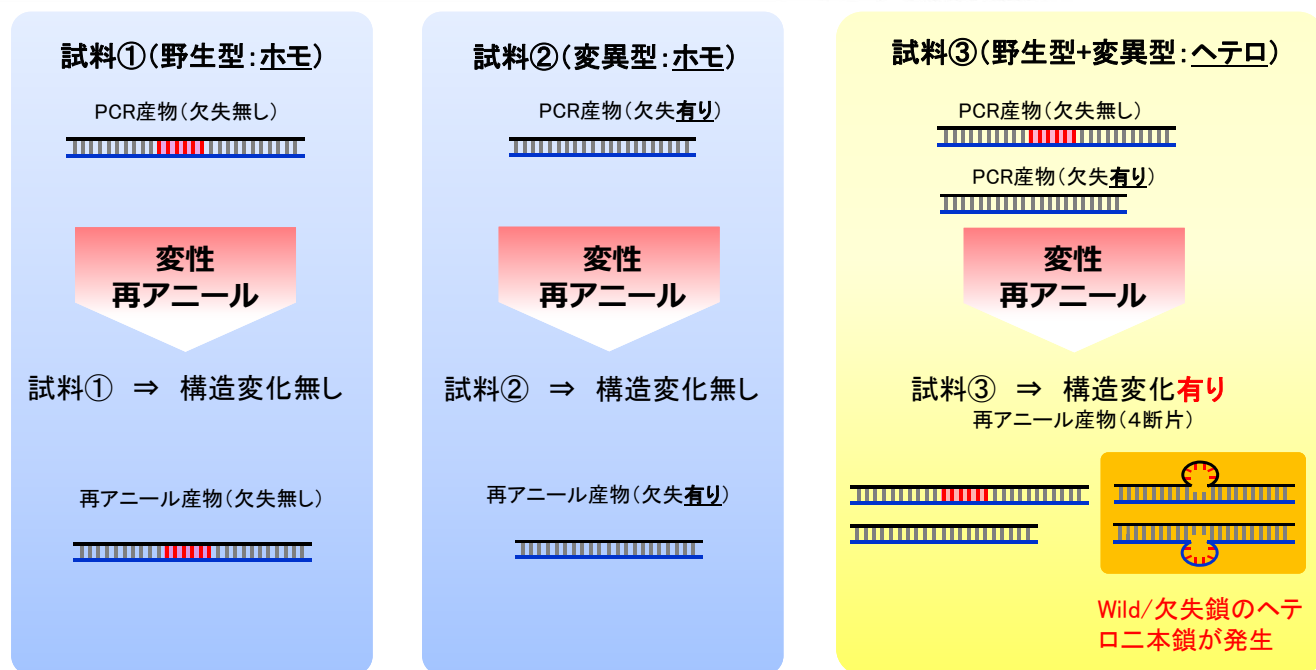 試料①(野生型:ホモ)
PCR産物(欠失無し)
変性
再アニール
試料① ⇒ 構造変化無し
再アニール産物(欠失無し)
試料②(変異型:ホモ)
PCR産物(欠失有り)
変性
再アニール
試料② ⇒ 構造変化無し
再アニール産物(欠失有り)
試料③(野生型+変異型:ヘテロ)
PCR産物(欠失無し)
PCR産物(欠失有り)
変性
再アニール
試料③ ⇒ 構造変化有り
再アニール産物(4断片)
Wild/欠失鎖のヘテ
ロ二本鎖が発生